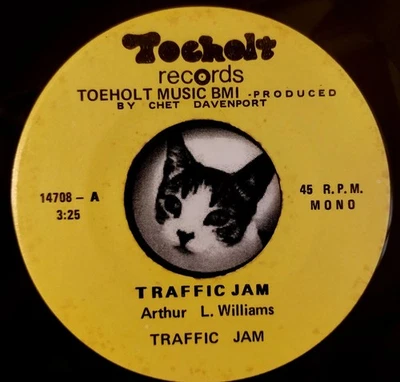 Toeholt
records
TOEHOLT MUSIC BMI - PRODUCED
BY CHET DAVENPORT
14708 - A
3:25
45 R.P.M.
MONO
TRAFFIC JAM
Arthur L. Williams
TRAFFIC JAM